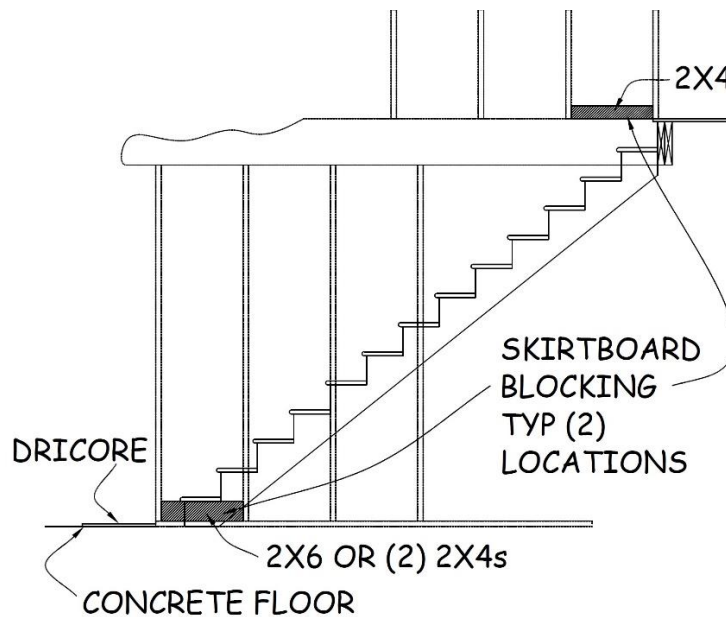 2X4
SKIRTBOARD
BLOCKING
TYP (2)
LOCATIONS
DRICORE
2X6 OR (2) 2X4s
CONCRETE FLOOR